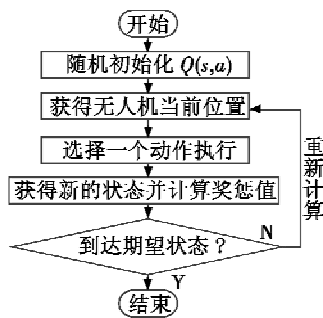 开始
随机初始化 Q(s,a)
获得无人机当前位置
选择一个动作执行
获得新的状态并计算奖惩值
到达期望状态？
N
重新计算
Y
结束